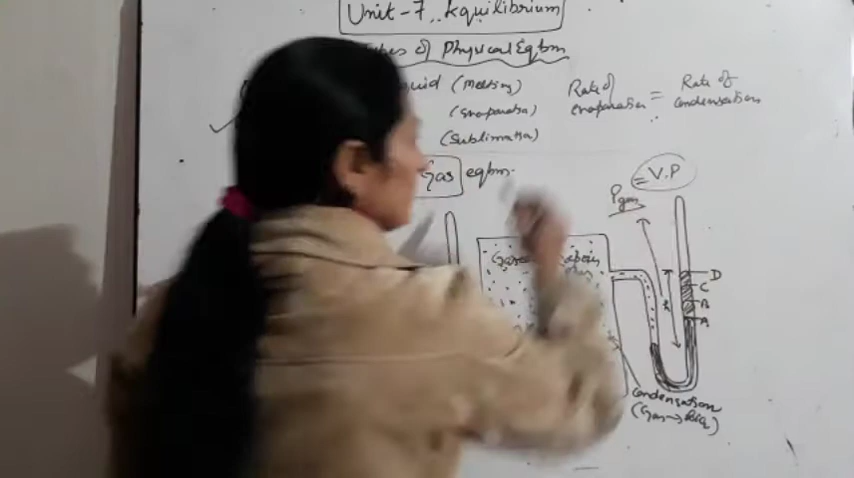 Unit-7 Equilibrium
Types of Physical Eqbm
(Melting)
(Evaporation)
(Sublimation)
Rate of evaporation = Rate of condensation
Gas eqbm.
Pgas = V.P
D
C
B
A
Condensation
(Gas → Liq)